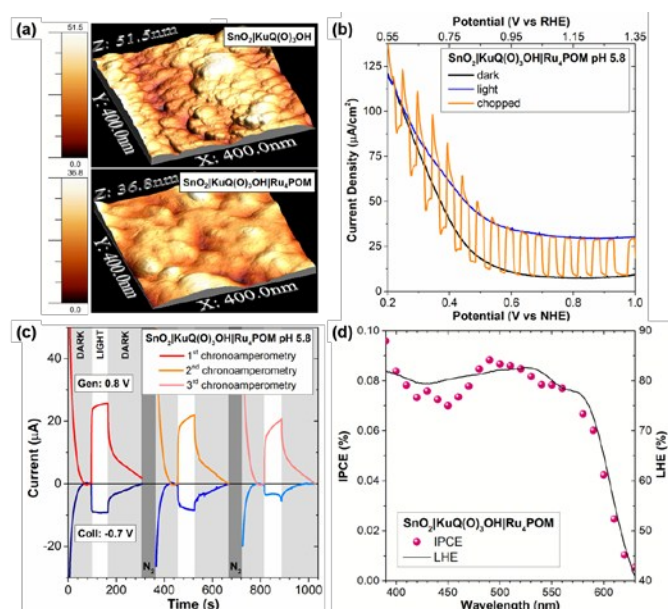 (a)
51.5
0.0
Z: 51.5nm
SnO₂|KuQ(O)₃OH
Y: 400.0nm
X: 400.0nm
36.8
0.0
Z: 36.8nm
SnO₂|KuQ(O)₃OH|Ru₄POM
Y: 400.0nm
X: 400.0nm
(b)
Potential (V vs RHE)
0.55 0.75 0.95 1.15 1.35
SnO₂|KuQ(O)₃OH|Ru₄POM pH 5.8
dark
light
chopped
Current Density (µA/cm²)
125
100
75
50
25
0
0.2 0.4 0.6 0.8 1.0
Potential (V vs NHE)
(c)
DARK
LIGHT
DARK
SnO₂|KuQ(O)₃OH|Ru₄POM pH 5.8
1st chronoamperometry
2nd chronoamperometry
3rd chronoamperometry
Gen: 0.8 V
Coll: -0.7 V
N₂
N₂
Current (µA)
40
20
0
-20
0 200 400 600 800 1000
Time (s)
(d)
IPCE (%)
0.10
0.08
0.06
0.04
0.02
0.00
LHE (%)
90
80
70
60
50
40
SnO₂|KuQ(O)₃OH|Ru₄POM
IPCE
LHE
400 450 500 550 600
Wavelength (nm)